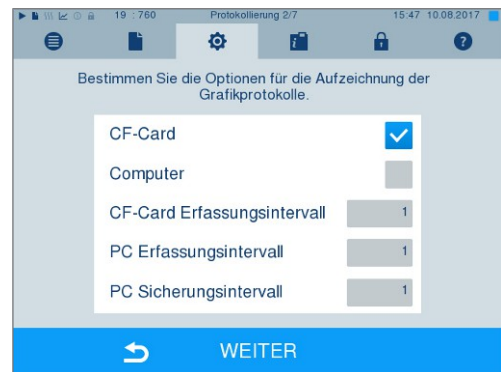 19 : 760 Protokollierung 2/7 15:47 10.08.2017
Bestimmen Sie die Optionen für die Aufzeichnung der
Grafikprotokolle.
CF-Card
Computer
CF-Card Erfassungsintervall 1
PC Erfassungsintervall 1
PC Sicherungsintervall 1
WEITER